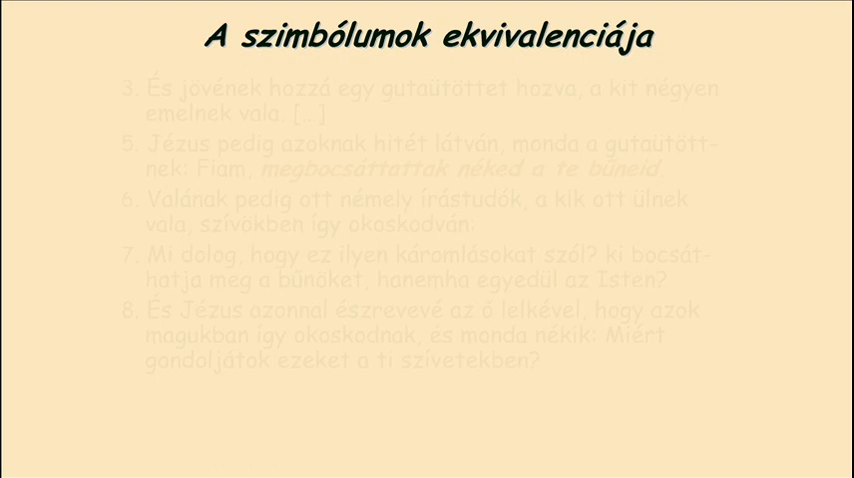 A szimbólumok ekvivalenciája
3. És jövének hozzá egy gutaütöttet hozva, a kit négyen
emelnek vala. […]
5. Jézus pedig azoknak hitét látván, monda a gutaütött-
nek: Fiam, megbocsáttattak néked a te bűneid.
6. Valának pedig ott némely írástudók, a kik ott ülnek
vala, szívökben így okoskodván:
7. Mi dolog, hogy ez ilyen káromlásokat szól? ki bocsát-
hatja meg a bűnöket, hanemha egyedül az Isten?
8. És Jézus azonnal észrevevé az ő lelkével, hogy azok
magukban így okoskodnak, és monda nékik: Miért
gondoljátok ezeket a ti szívetekben?